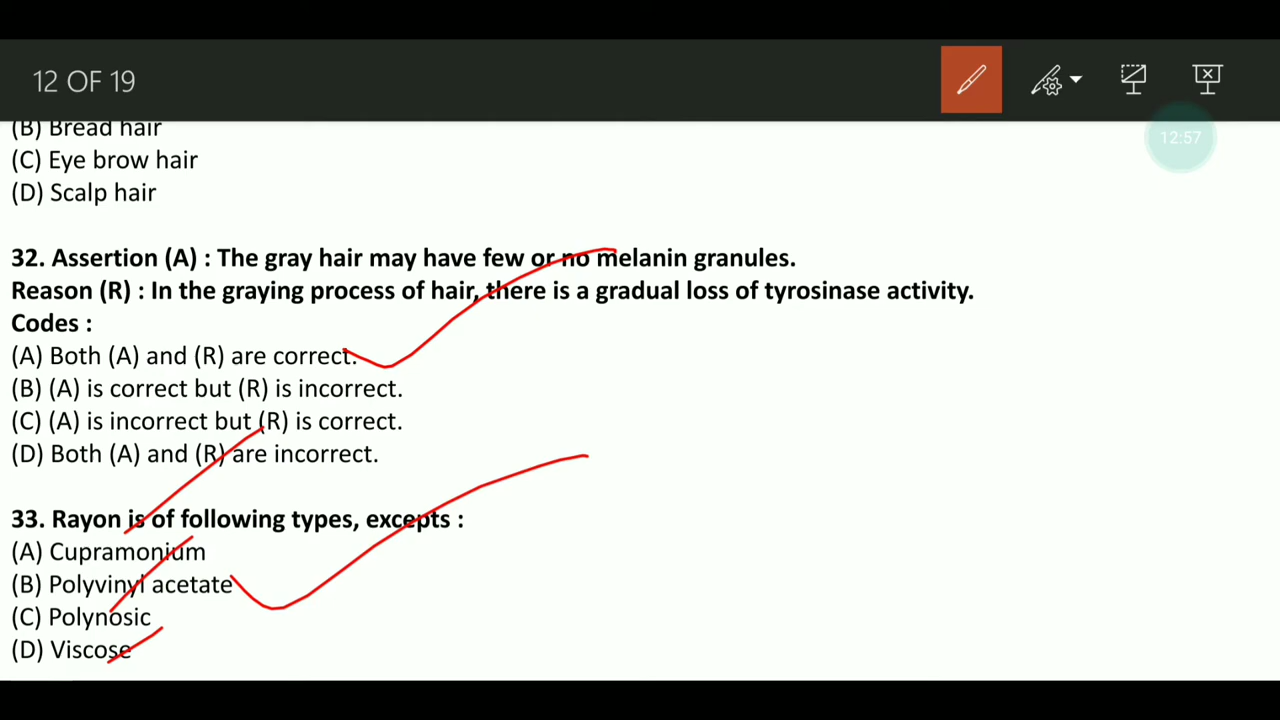 12 OF 19
12:57
(B) Bread hair
(C) Eye brow hair
(D) Scalp hair
32. Assertion (A) : The gray hair may have few or no melanin granules.
Reason (R) : In the graying process of hair, there is a gradual loss of tyrosinase activity.
Codes :
(A) Both (A) and (R) are correct.
(B) (A) is correct but (R) is incorrect.
(C) (A) is incorrect but (R) is correct.
(D) Both (A) and (R) are incorrect.
33. Rayon is of following types, excepts :
(A) Cupramonium
(B) Polyvinyl acetate
(C) Polynosic
(D) Viscose